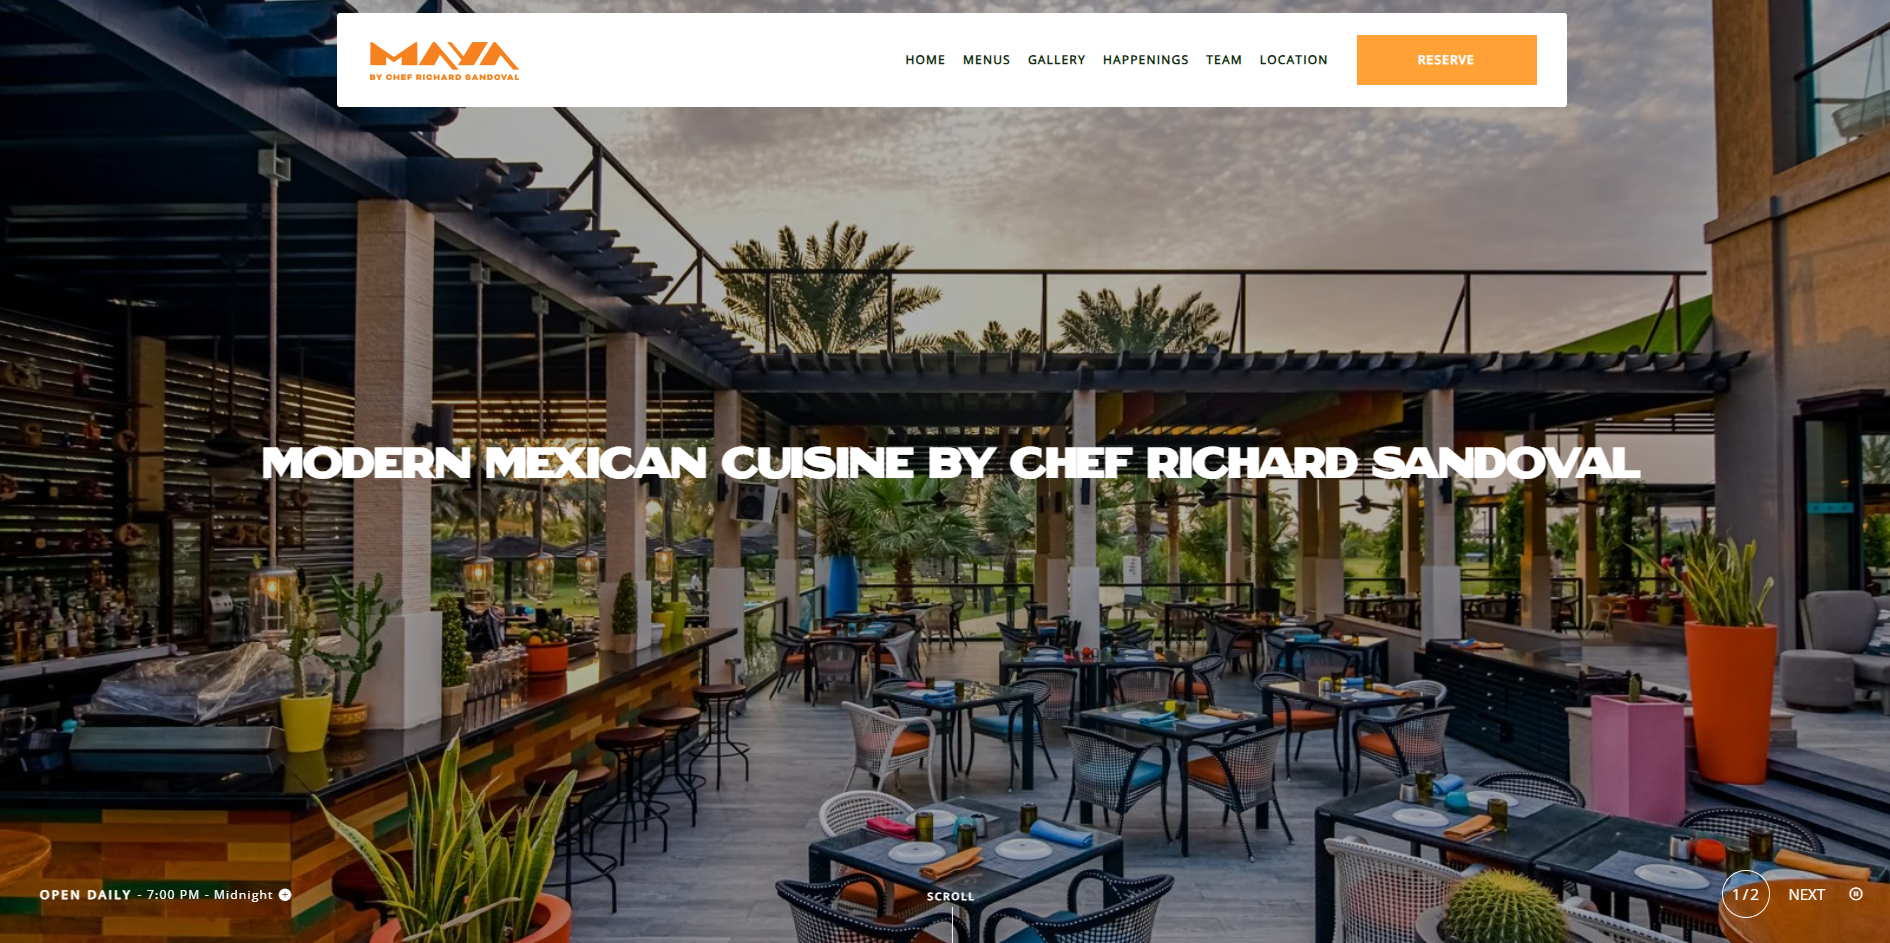 MAYA
BY CHEF RICHARD SANDOVAL
HOME MENUS GALLERY HAPPENINGS TEAM LOCATION RESERVE
MODERN MEXICAN CUISINE BY CHEF RICHARD SANDOVAL
OPEN DAILY - 7:00 PM - Midnight
SCROLL
1/2 NEXT